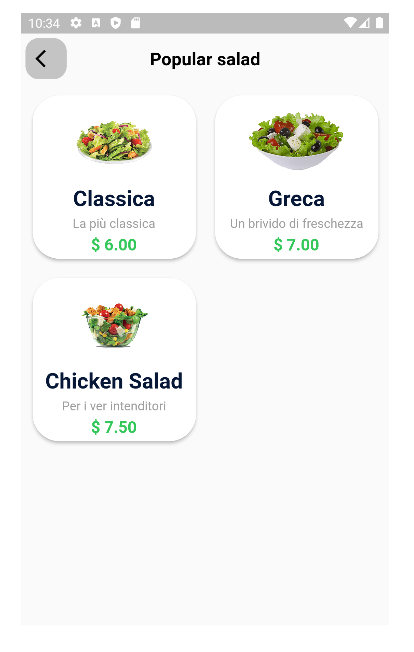 10:34
Popular salad
Classica
La più classica
$ 6.00
Greca
Un brivido di freschezza
$ 7.00
Chicken Salad
Per i ver intenditori
$ 7.50